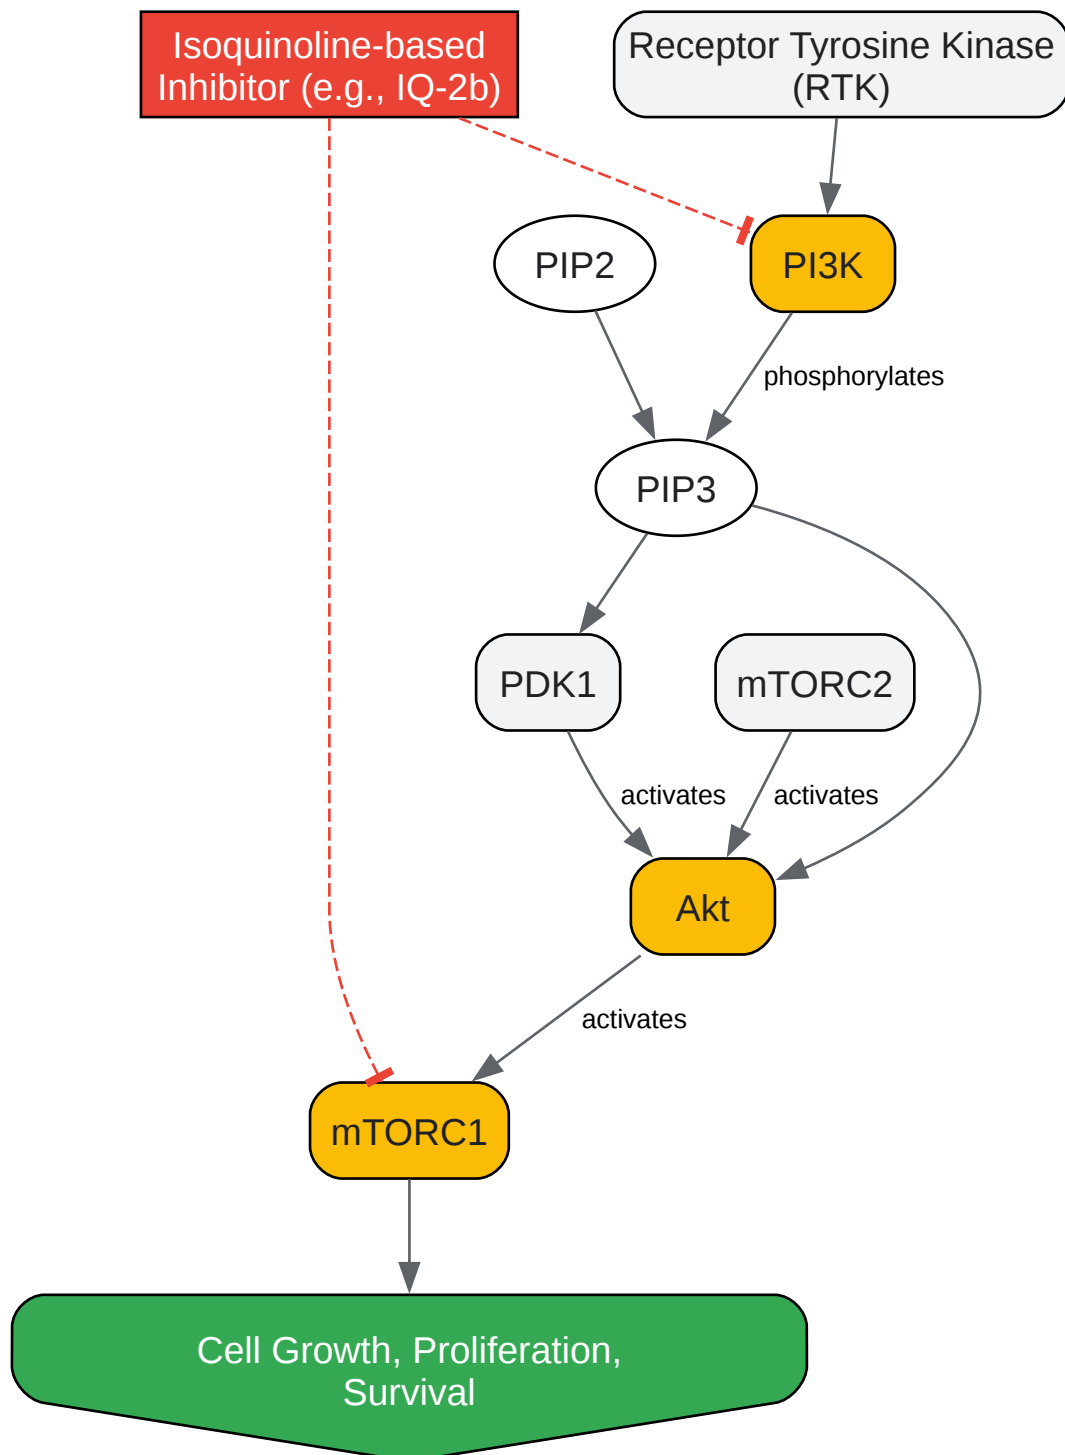 Isoquinoline-based
Inhibitor (e.g., IQ-2b)
Receptor Tyrosine Kinase
(RTK)
PIP2
PI3K
phosphorylates
PIP3
PDK1
mTORC2
activates
activates
Akt
activates
mTORC1
Cell Growth, Proliferation,
Survival